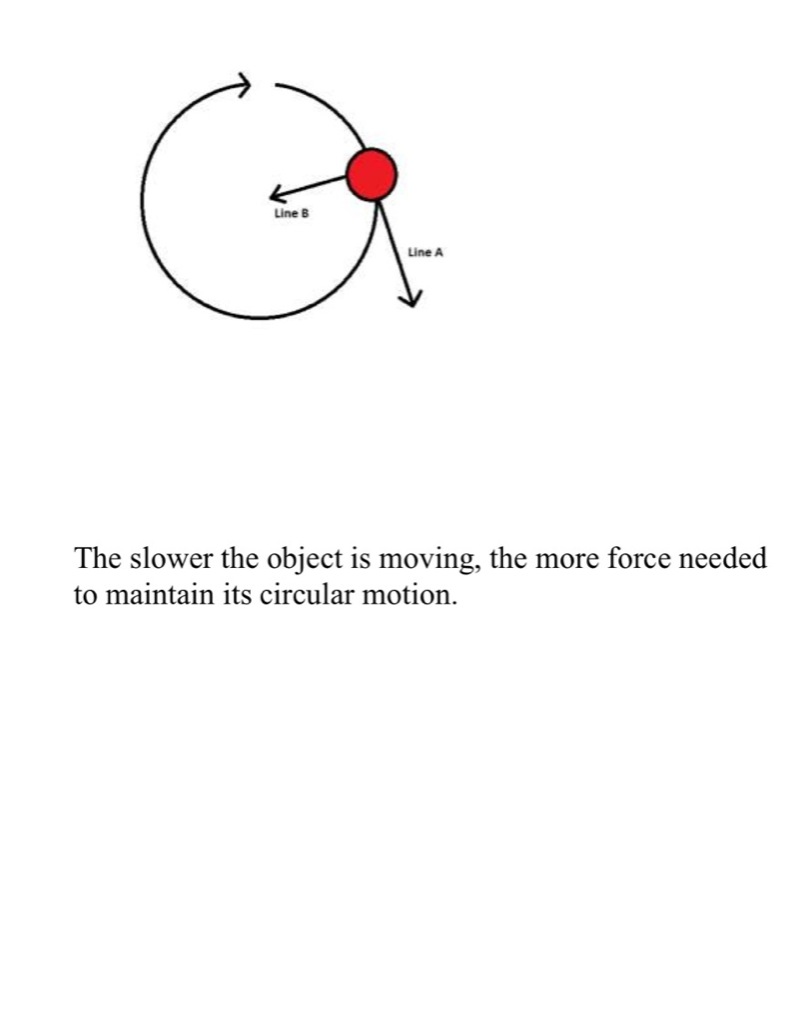 Line B
Line A
The slower the object is moving, the more force needed
to maintain its circular motion.